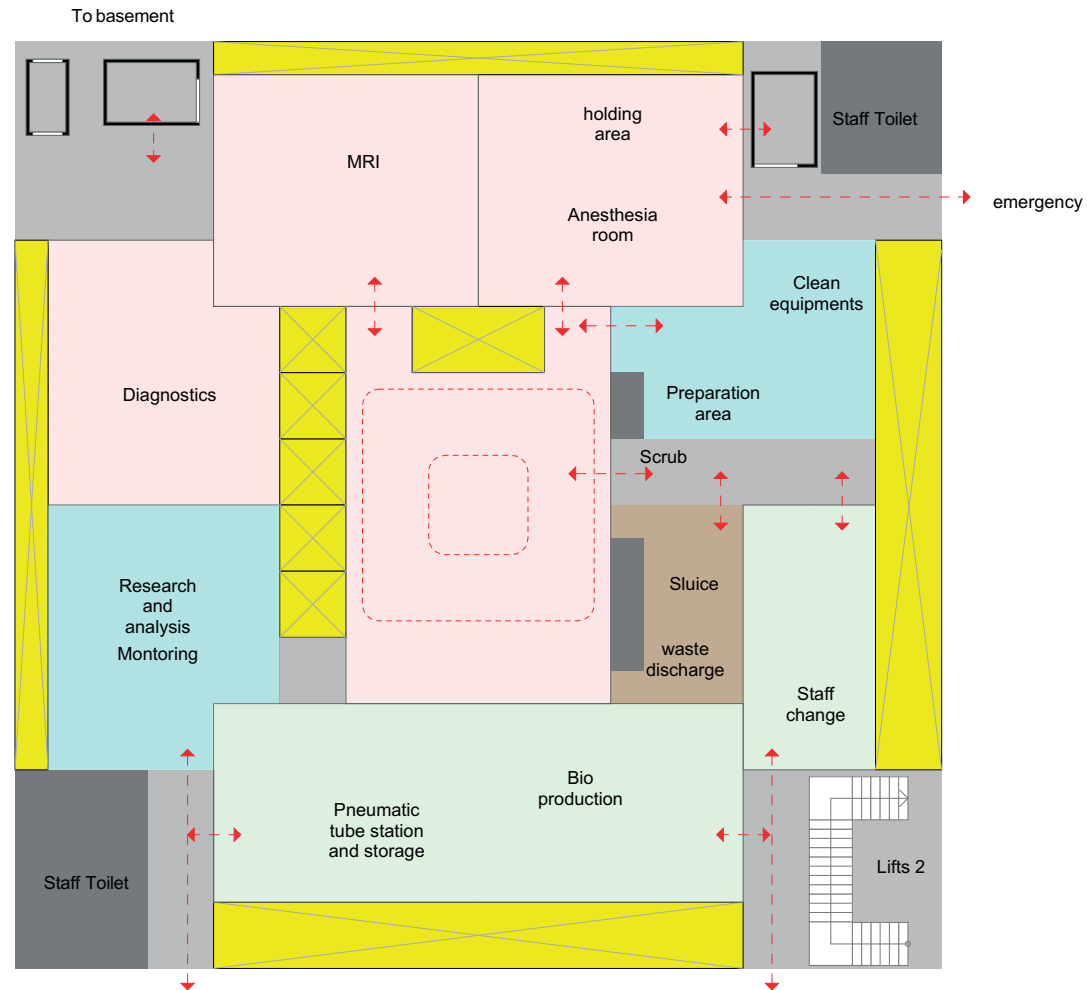 To basement
holding
area
Staff Toilet
MRI
emergency
Anesthesia
room
Clean
equipments
Diagnostics
Preparation
area
Scrub
Research
and
analysis
Montoring
Sluice
waste
discharge
Staff
change
Bio
production
Pneumatic
tube station
and storage
Staff Toilet
Lifts 2